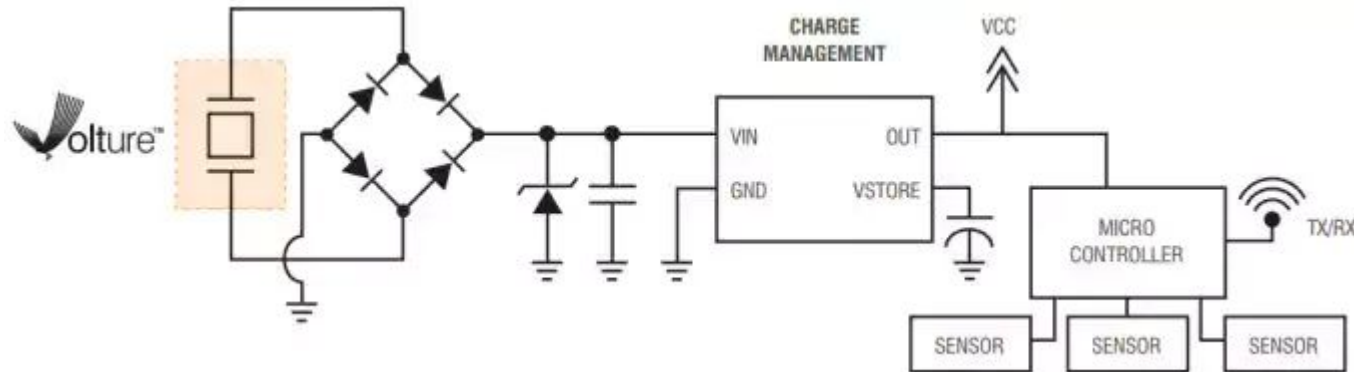 Volture™
CHARGE
MANAGEMENT
VCC
VIN
OUT
GND
VSTORE
MICRO
CONTROLLER
TX/RX
SENSOR
SENSOR
SENSOR